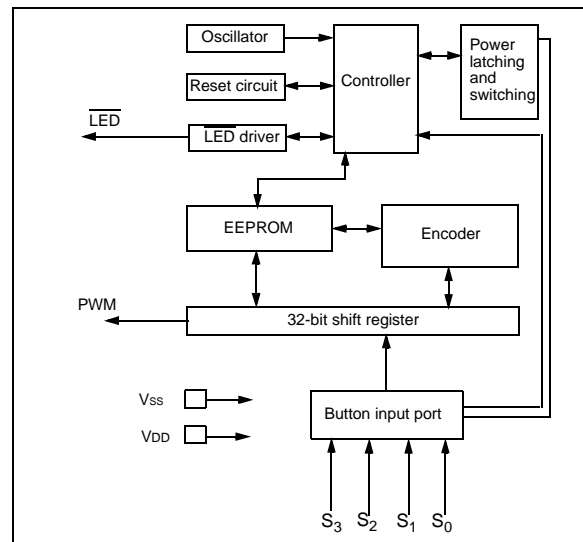 Oscillator
Reset circuit
LED driver
LED
Controller
Power
latching
and
switching
EEPROM
Encoder
PWM
32-bit shift register
VSS
VDD
Button input port
S3
S2
S1
S0